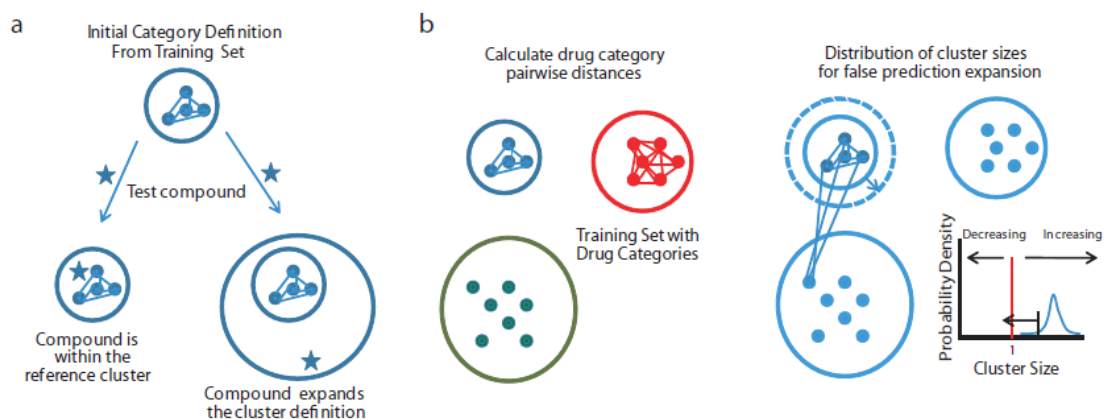 a
Initial Category Definition
From Training Set
Test compound
Compound is
within the
reference cluster
Compound expands
the cluster definition
b
Calculate drug category
pairwise distances
Training Set with
Drug Categories
Distribution of cluster sizes
for false prediction expansion
Decreasing
Increasing
Probability Density
1
Cluster Size